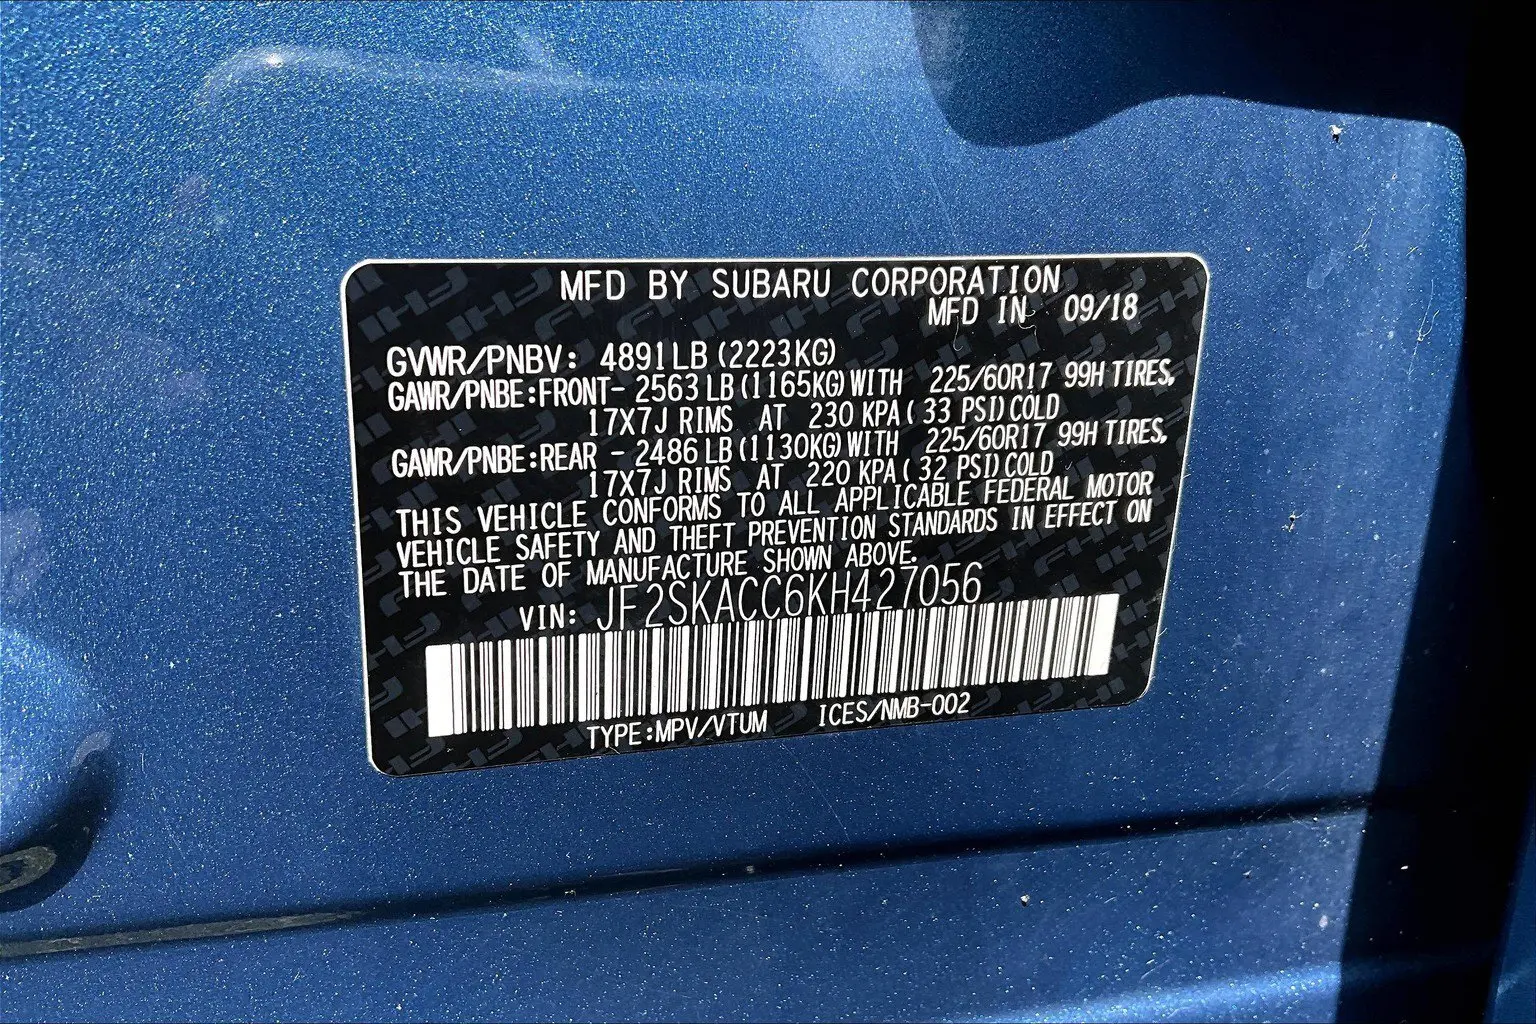 MFD BY SUBARU CORPORATION
MFD IN 09/18
GVWR/PNBV: 4891LB (2223KG)
GAWR/PNBE:FRONT- 2563 LB (1165KG) WITH 225/60R17 99H TIRES,
17X7J RIMS AT 230 KPA ( 33 PSI) COLD
GAWR/PNBE:REAR - 2486 LB (1130KG) WITH 225/60R17 99H TIRES,
17X7J RIMS AT 220 KPA ( 32 PSI) COLD
THIS VEHICLE CONFORMS TO ALL APPLICABLE FEDERAL MOTOR
VEHICLE SAFETY AND THEFT PREVENTION STANDARDS IN EFFECT ON
THE DATE OF MANUFACTURE SHOWN ABOVE.
VIN: JF2SKACC6KH427056
TYPE:MPV/VTUM ICES/NMB-002